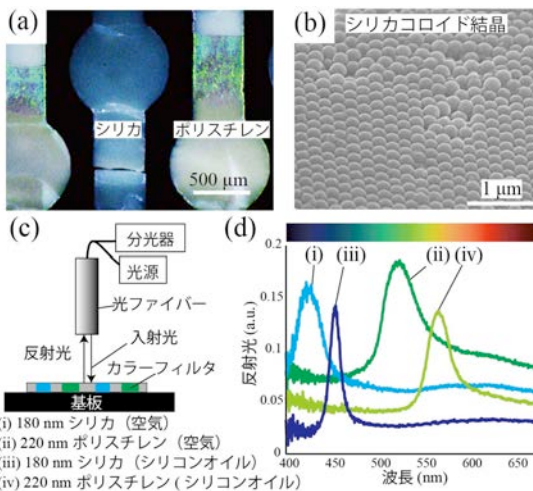 (a)
シリカ
ポリスチレン
500 µm
(b)
シリカコロイド結晶
1 µm
(c)
分光器
光源
光ファイバー
反射光
入射光
カラーフィルタ
基板
(i) 180 nm シリカ（空気）
(ii) 220 nm ポリスチレン（空気）
(iii) 180 nm シリカ（シリコンオイル）
(iv) 220 nm ポリスチレン ( シリコンオイル）
(d)
(i)
(iii)
(ii)
(iv)
0.2
0.15
0.1
0.05
0
反射光 (a.u.)
400
450
500
550
600
650
波長 (nm)